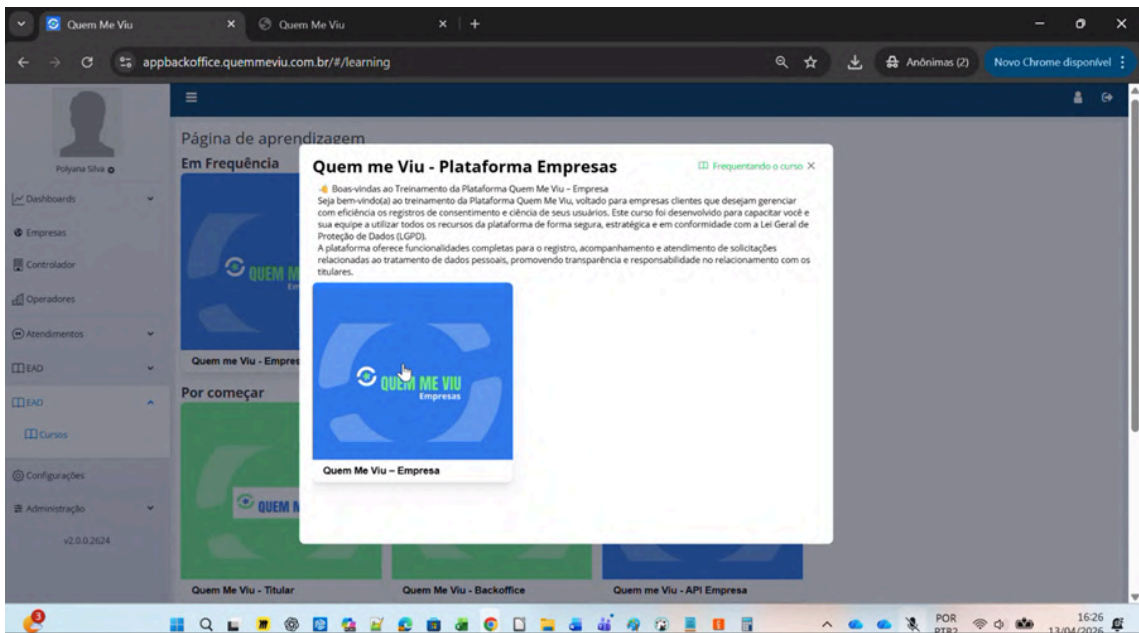 Quem Me Viu
Quem Me Viu
appbackoffice.quemmeviu.com.br/#/learning
Anônimas (2)
Novo Chrome disponível
Página de aprendizagem
Em Frequência
Polyana Silva
Dashboards
Empresas
Controlador
Operadores
Atendimentos
EAD
EAD
Cursos
Configurações
Administração
v2.0.0.2624
QUEM M
Em
Quem me Viu - Empres
Por começar
QUEM M
Quem me Viu - Plataforma Empresas
Frequentando o curso
Boas-vindas ao Treinamento da Plataforma Quem Me Viu – Empresa
Seja bem-vindo(a) ao treinamento da Plataforma Quem Me Viu, voltado para empresas clientes que desejam gerenciar
com eficiência os registros de consentimento e ciência de seus usuários. Este curso foi desenvolvido para capacitar você e
sua equipe a utilizar todos os recursos da plataforma de forma segura, estratégica e em conformidade com a Lei Geral de
Proteção de Dados (LGPD).
A plataforma oferece funcionalidades completas para o registro, acompanhamento e atendimento de solicitações
relacionadas ao tratamento de dados pessoais, promovendo transparência e responsabilidade no relacionamento com os
titulares.
QUEM ME VIU
Empresas
Quem Me Viu – Empresa
Quem Me Viu - Titular
Quem Me Viu - Backoffice
Quem me Viu - API Empresa
3
POR
PTB2
16:26
13/04/2026